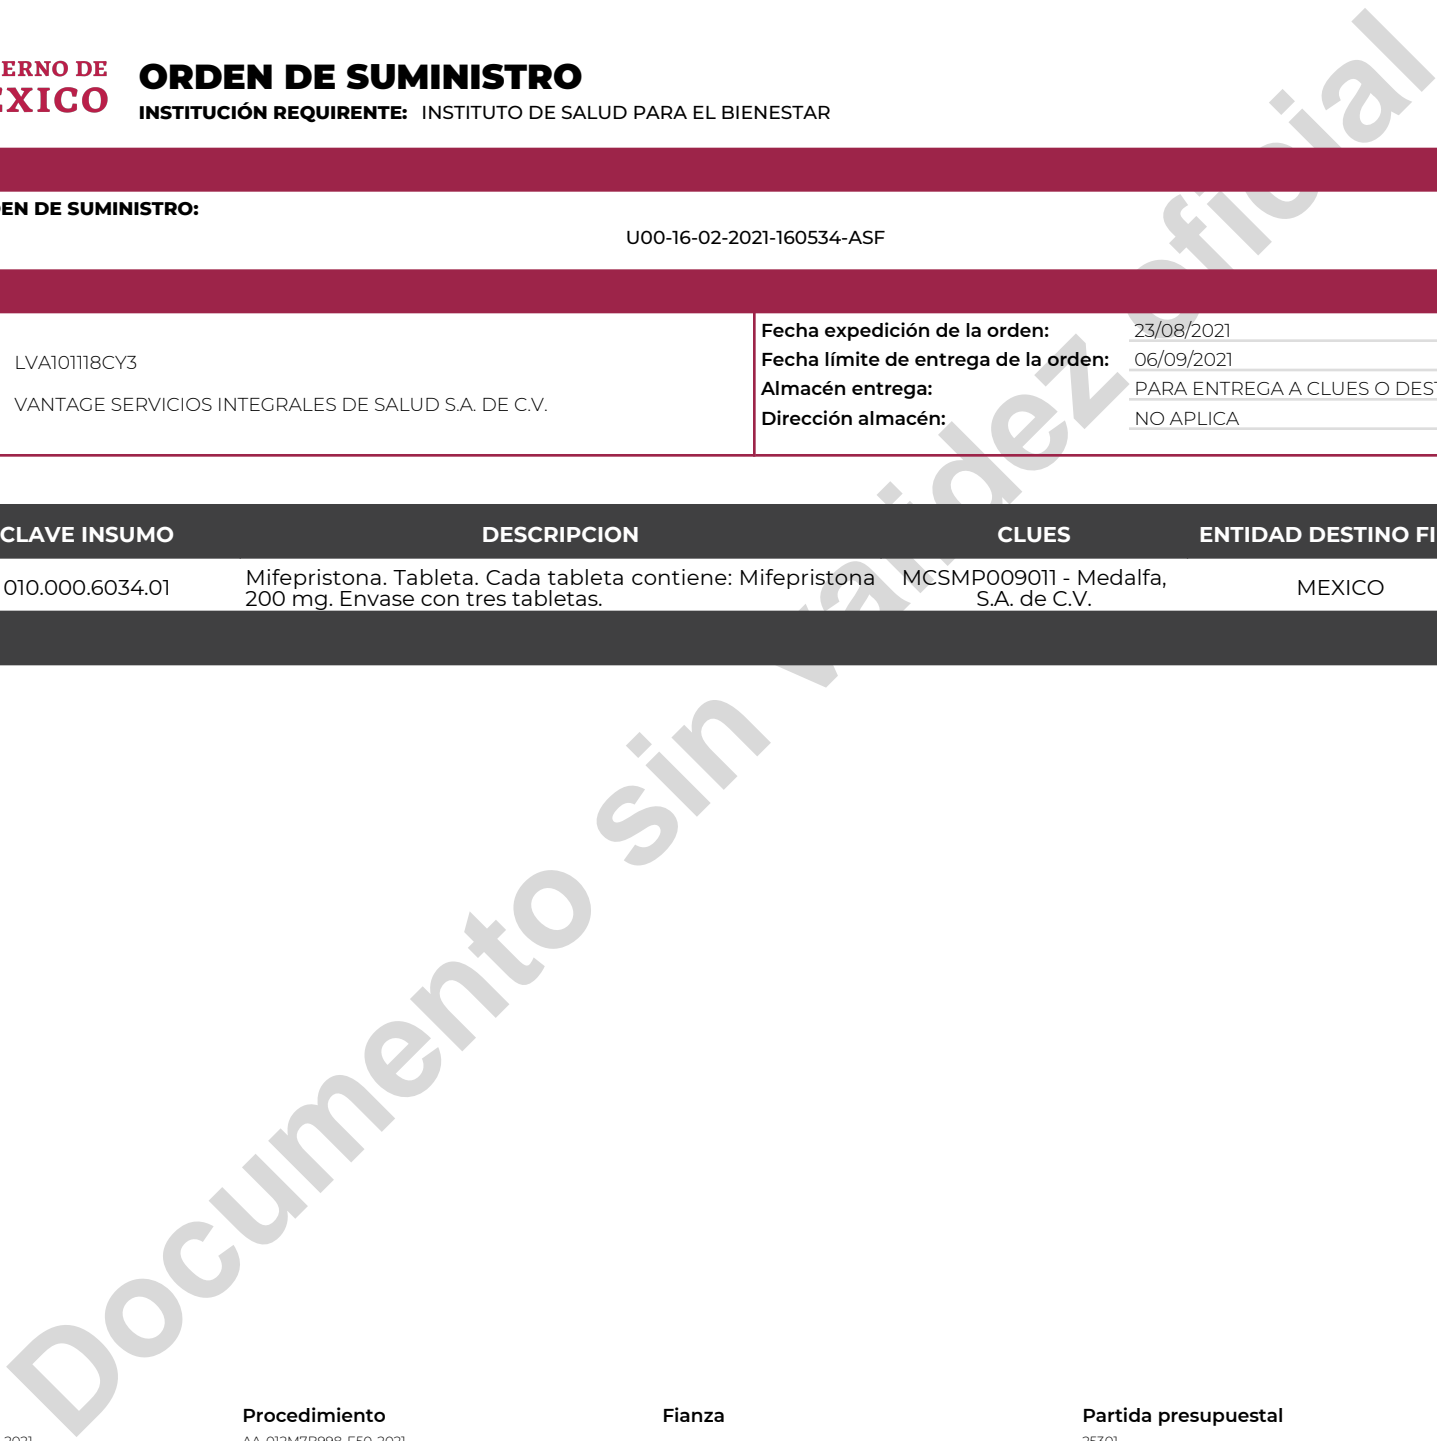 ERNO DE
ORDEN DE SUMINISTRO
XICO
INSTITUCIÓN REQUIRENTE: INSTITUTO DE SALUD PARA EL BIENESTAR
EN DE SUMINISTRO:
U00-16-02-2021-160534-ASF
Fecha expedición de la orden: 23/08/2021
LVA101118CY3
Fecha límite de entrega de la orden: 06/09/2021
Almacén entrega: PARA ENTREGA A CLUES O DEST
VANTAGE SERVICIOS INTEGRALES DE SALUD S.A. DE C.V.
Dirección almacén: NO APLICA
CLAVE INSUMO DESCRIPCION CLUES ENTIDAD DESTINO FI
010.000.6034.01 Mifepristona. Tableta. Cada tableta contiene: Mifepristona MCSMP009011 - Medalfa, MEXICO
200 mg. Envase con tres tabletas. S.A. de C.V.
Documento sin validez oficial
Procedimiento Fianza Partida presupuestal